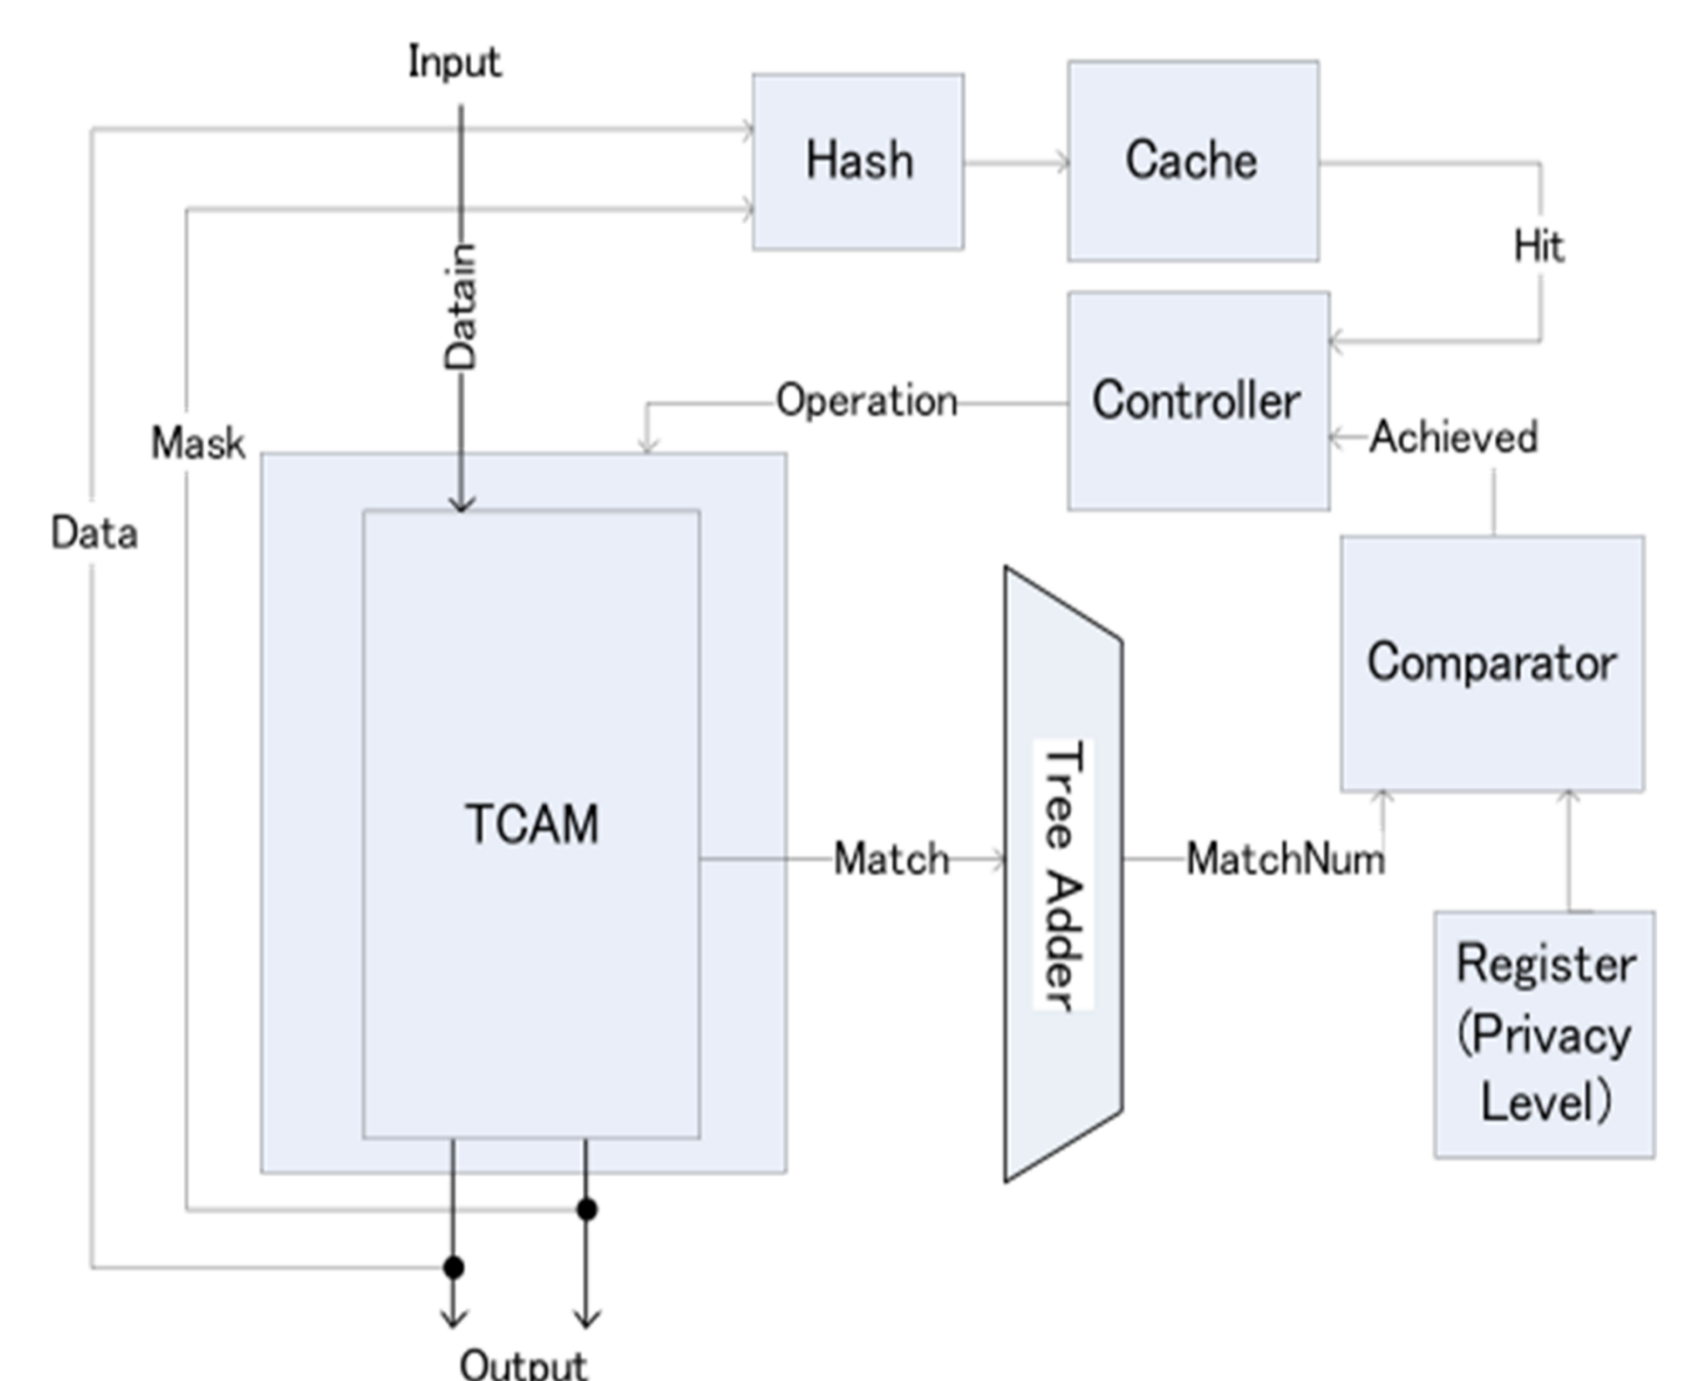 Input
Hash
Cache
Hit
Datain
Operation
Controller
Mask
Achieved
Data
Comparator
TCAM
Tree Adder
Match
MatchNum
Register
(Privacy
Level)
Output